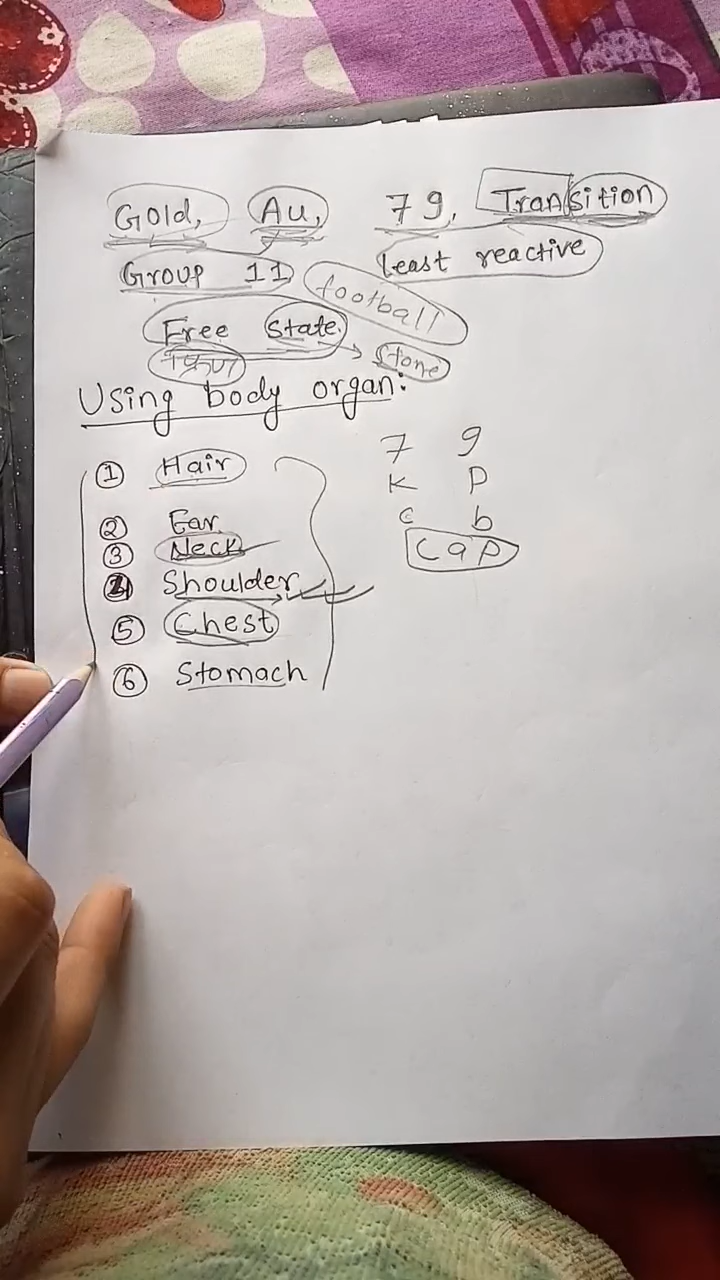 Gold, Au, 79, Transition
Group 11 Least reactive
football
Free State.
Stone
Using body organ:
① Hair
② Ear
③ Neck
4 Shoulder
⑤ Chest
⑥ Stomach
7 9
K P
c b
cap